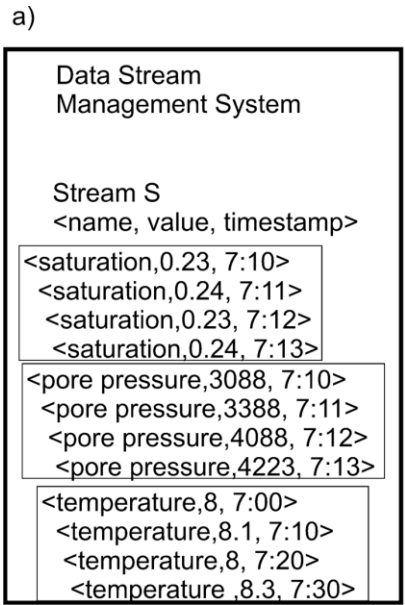 a)
Data Stream
Management System
Stream S
<name, value, timestamp>
<saturation,0.23, 7:10>
<saturation,0.24, 7:11>
<saturation,0.23, 7:12>
<saturation,0.24, 7:13>
<pore pressure,3088, 7:10>
<pore pressure,3388, 7:11>
<pore pressure,4088, 7:12>
<pore pressure,4223, 7:13>
<temperature,8, 7:00>
<temperature,8.1, 7:10>
<temperature,8, 7:20>
<temperature ,8.3, 7:30>